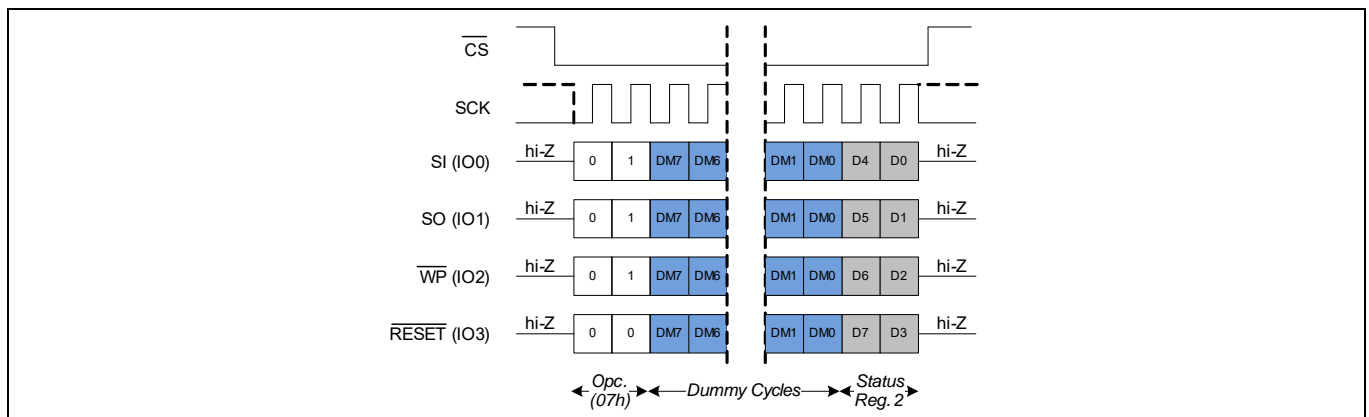 CS
SCK
SI (IO0) hi-Z 0 1 DM7 DM6 DM1 DM0 D4 D0 hi-Z
SO (IO1) hi-Z 0 1 DM7 DM6 DM1 DM0 D5 D1 hi-Z
WP (IO2) hi-Z 0 1 DM7 DM6 DM1 DM0 D6 D2 hi-Z
RESET (IO3) hi-Z 0 0 DM7 DM6 DM1 DM0 D7 D3 hi-Z
Opc. Dummy Cycles Status
(07h) Reg. 2